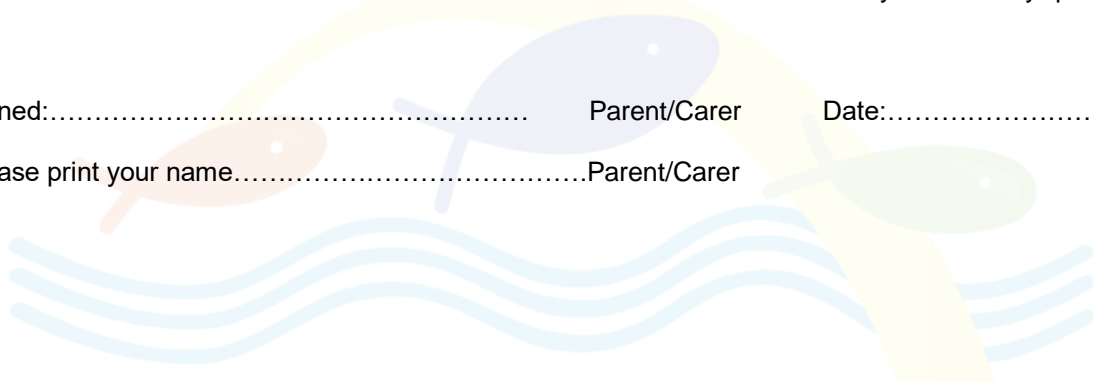 ned:…………………………………………… Parent/Carer Date:…………………
ase print your name…………………………………Parent/Carer